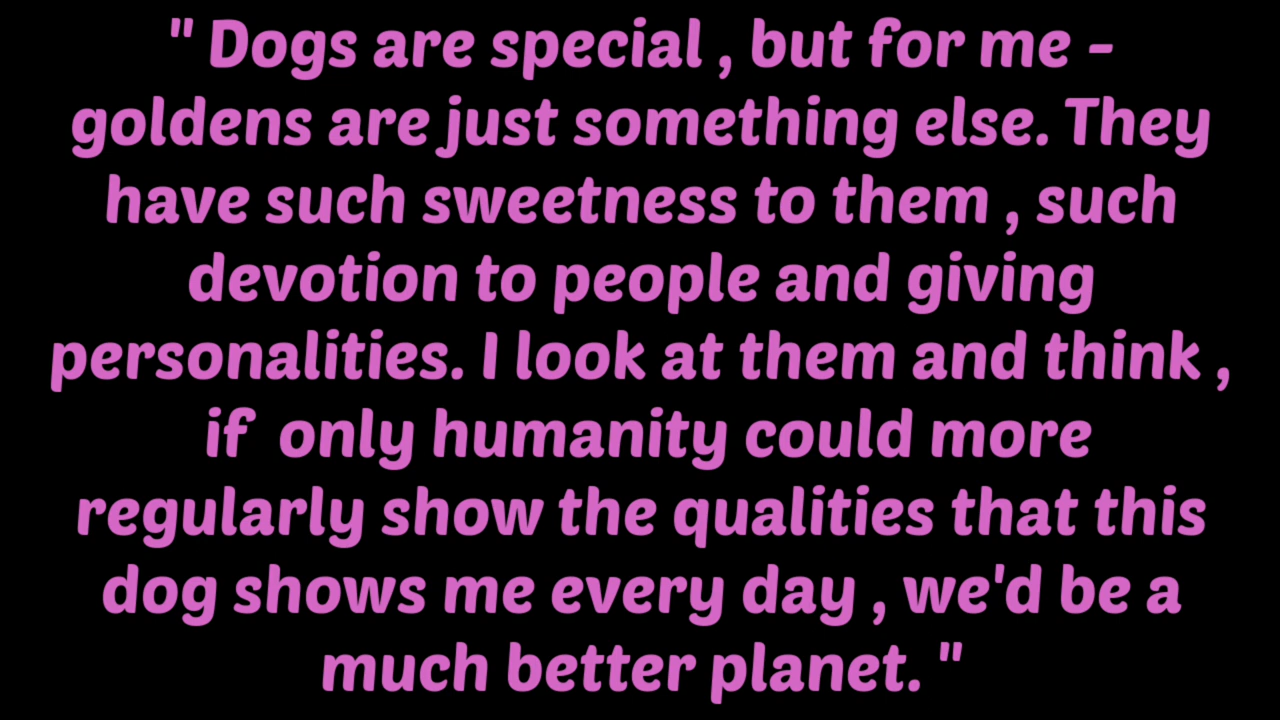 " Dogs are special , but for me -
goldens are just something else. They
have such sweetness to them , such
devotion to people and giving
personalities. I look at them and think ,
if  only humanity could more
regularly show the qualities that this
dog shows me every day , we'd be a
much better planet. "